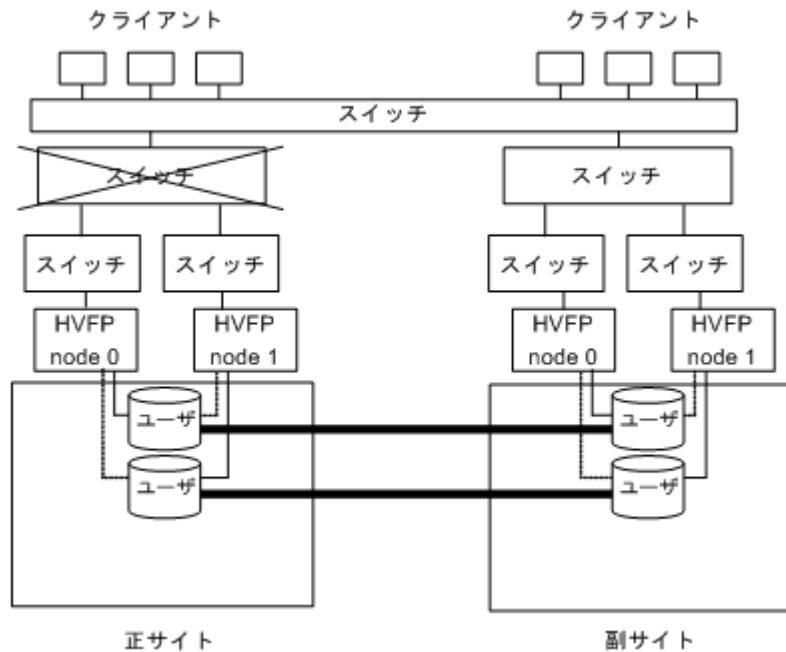 クライアント
クライアント
スイッチ
スイッチ
スイッチ
スイッチ
スイッチ
スイッチ
スイッチ
HVFP
node 0
HVFP
node 1
HVFP
node 0
HVFP
node 1
ユーザ
ユーザ
ユーザ
ユーザ
正サイト
副サイト